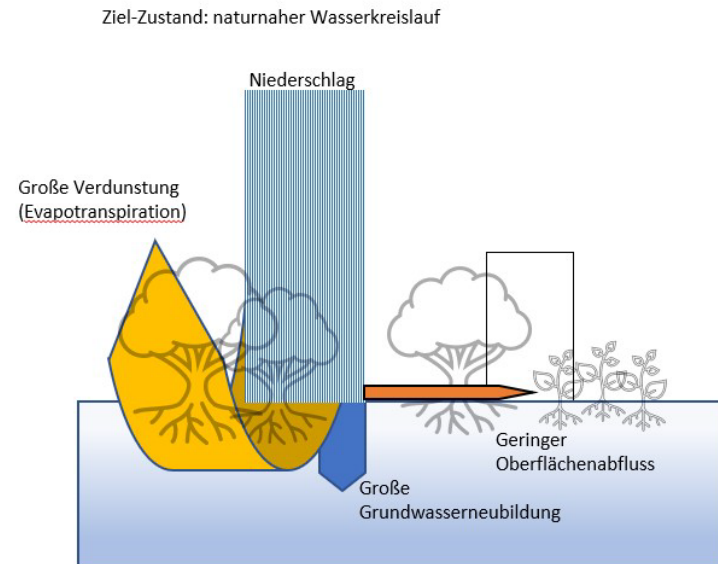 Ziel-Zustand: naturnaher Wasserkreislauf
Niederschlag
Große Verdunstung
(Evapotranspiration)
Geringer
Oberflächenabfluss
Große
Grundwasserneubildung